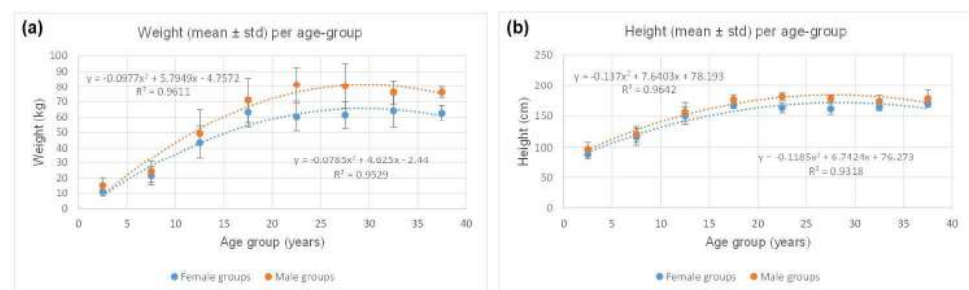 (a)
Weight (mean ± std) per age-group
100
90
80
70
60
50
40
30
20
10
0
Weight (kg)
y = -0.0977x² + 5.7949x - 4.7572
R² = 0.9611
y = -0.0785x² + 4.625x - 2.44
R² = 0.9529
0 5 10 15 20 25 30 35 40
Age group (years)
Female groups Male groups
(b)
Height (mean ± std) per age-group
250
200
150
100
50
0
Height (cm)
y = -0.137x² + 7.6403x + 78.193
R² = 0.9642
y = -0.1185x² + 6.7424x + 76.273
R² = 0.9318
0 5 10 15 20 25 30 35 40
Age group (years)
Female groups Male groups